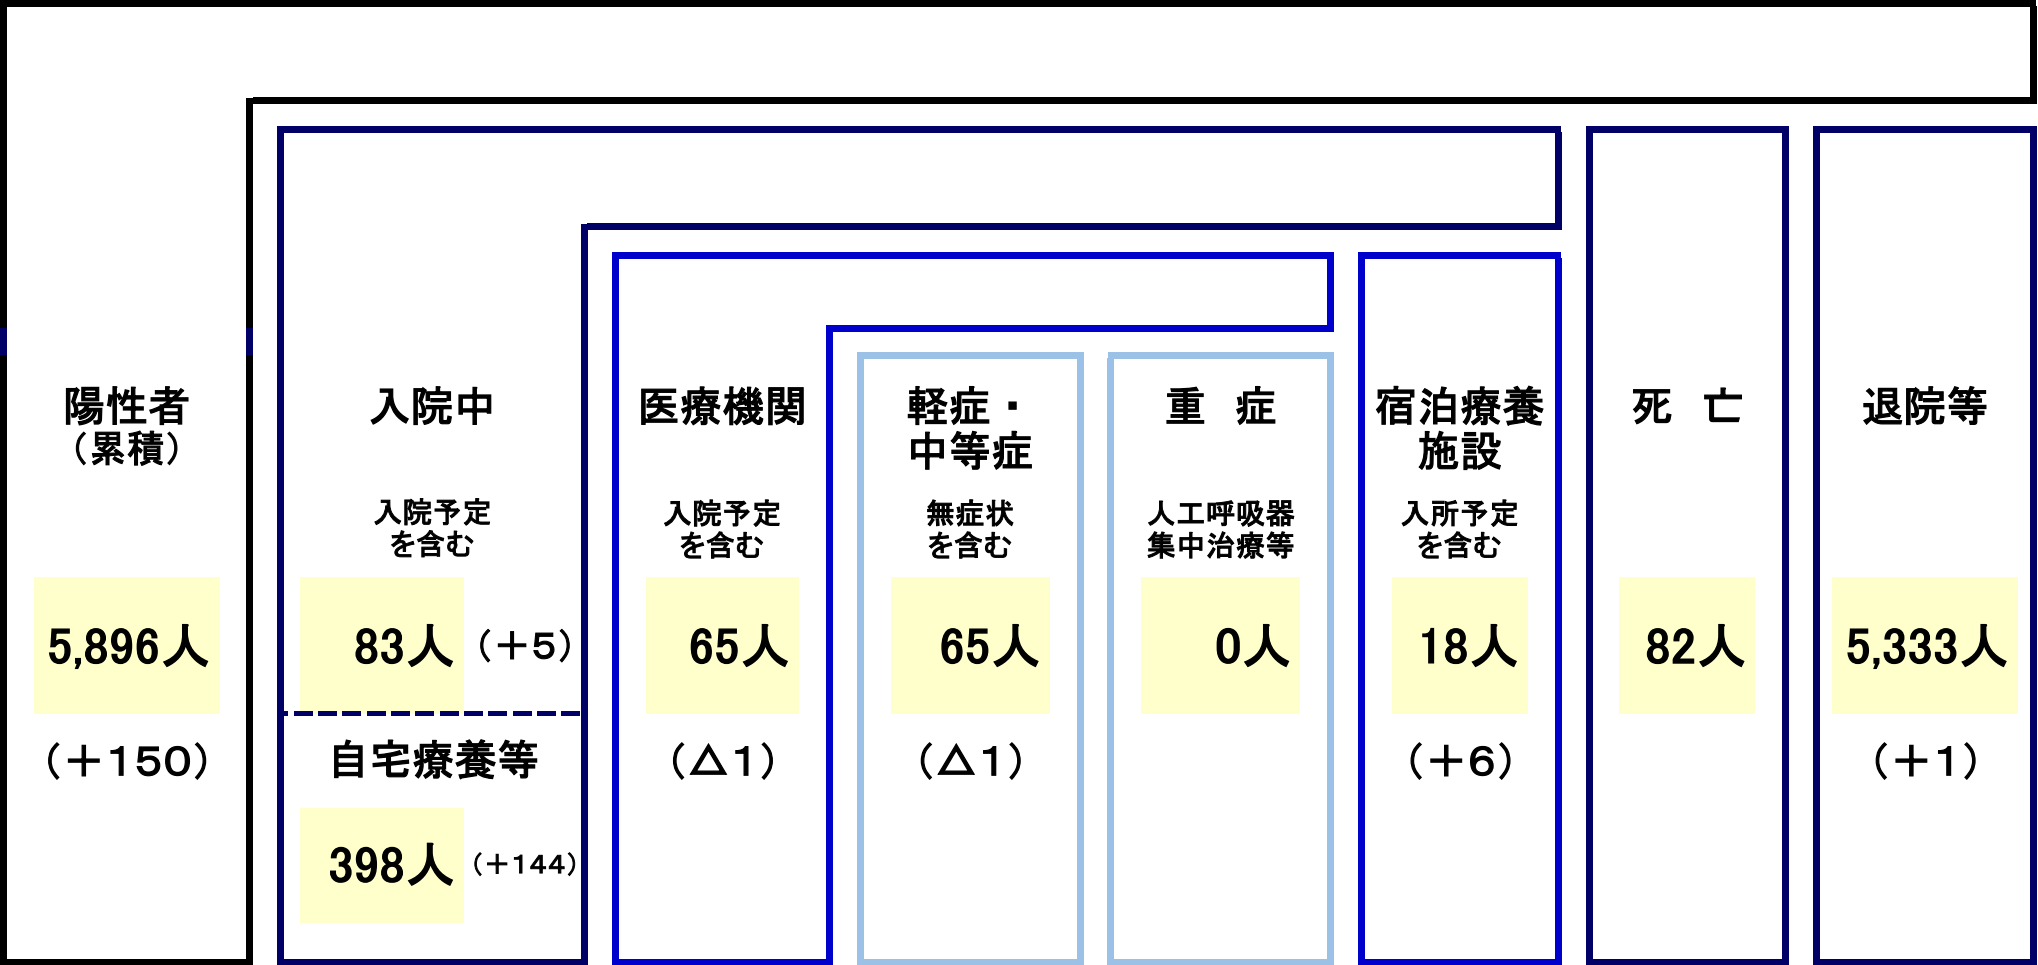 陽性者
（累積）
5,896人
（＋150）
入院中
入院予定
を含む
83人 （＋5）
自宅療養等
398人 （＋144）
医療機関
入院予定
を含む
65人
（△1）
軽症・
中等症
無症状
を含む
65人
（△1）
重 症
人工呼吸器
集中治療等
0人
宿泊療養
施設
入所予定
を含む
18人
（＋6）
死 亡
82人
退院等
5,333人
（＋1）